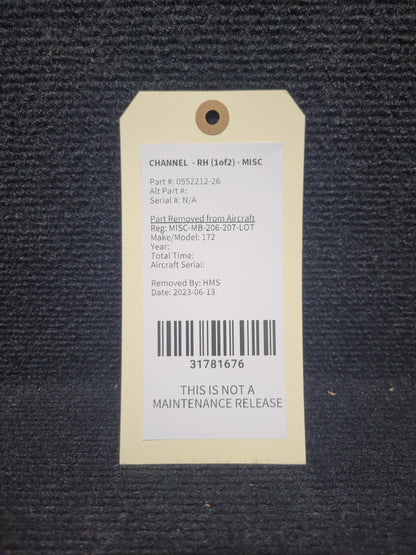 CHANNEL - RH (1of2) - MISC
Part #: 0552212-26
Alt Part #:
Serial #: N/A
Part Removed from Aircraft
Reg: MISC-MB-206-207-LOT
Make/Model: 172
Year:
Total Time:
Aircraft Serial:
Removed By: HMS
Date: 2023-06-13
31781676
THIS IS NOT A
MAINTENANCE RELEASE